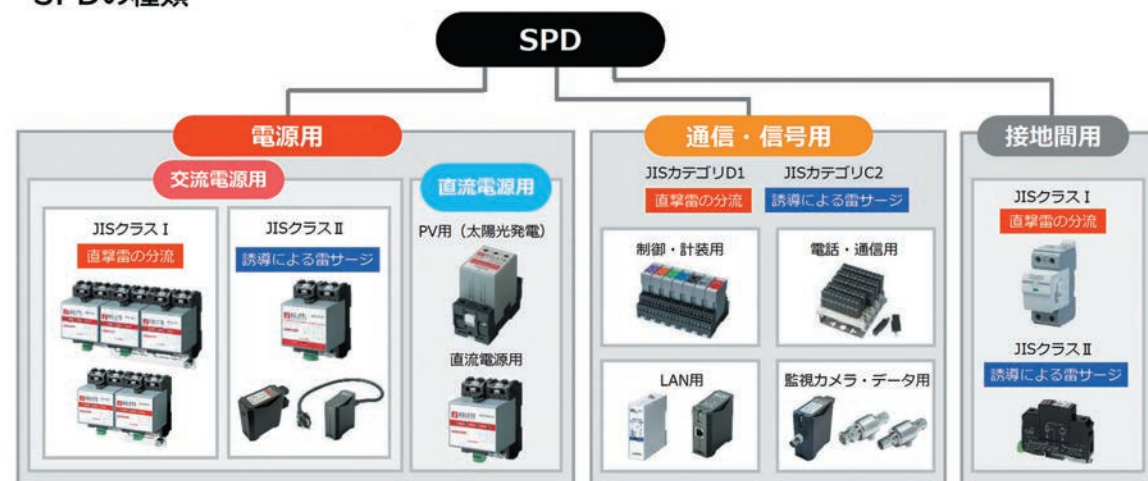 SPDの種類
SPD
電源用
交流電源用
JISクラスⅠ
直撃雷の分流
JISクラスⅡ
誘導による雷サージ
直流電源用
PV用（太陽光発電）
直流電源用
通信・信号用
JISカテゴリD1
直撃雷の分流
JISカテゴリC2
誘導による雷サージ
制御・計装用
電話・通信用
LAN用
監視カメラ・データ用
接地間用
JISクラスⅠ
直撃雷の分流
JISクラスⅡ
誘導による雷サージ